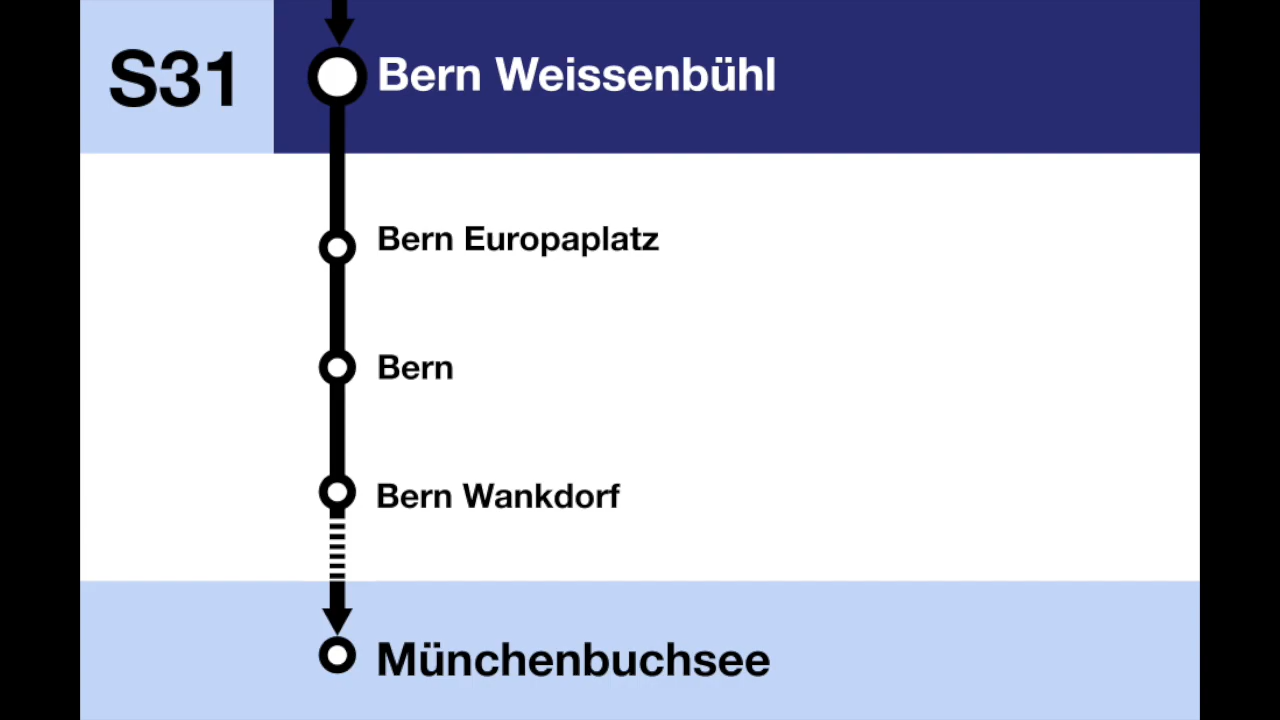 S31
Bern Weissenbühl
Bern Europaplatz
Bern
Bern Wankdorf
Münchenbuchsee